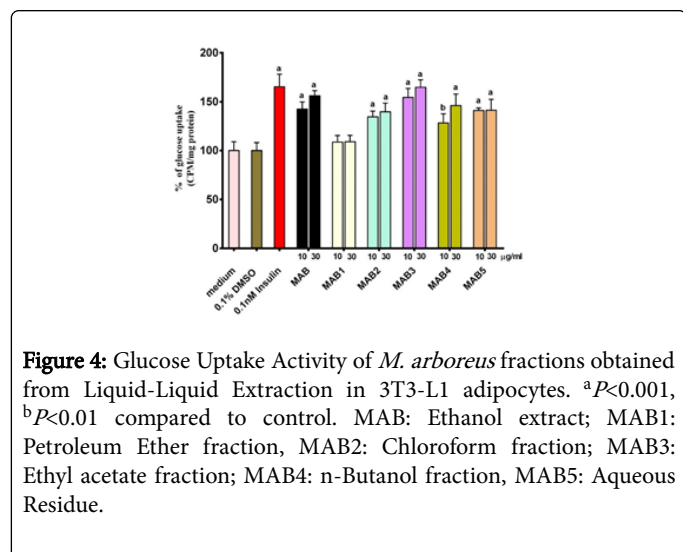 200
150
100
50
0
% of glucose uptake
(CPM/mg protein)
a
a
a
a
a
a
a
b
a
a
a
10 30 10 30 10 30 10 30 10 30 10 30 µg/ml
medium
0.1% DMSO
0.1nM Insulin
MAB
MAB1
MAB2
MAB3
MAB4
MAB5
Figure 4: Glucose Uptake Activity of M. arboreus fractions obtained
from Liquid-Liquid Extraction in 3T3-L1 adipocytes. ᵃP<0.001,
ᵇP<0.01 compared to control. MAB: Ethanol extract; MAB1:
Petroleum Ether fraction, MAB2: Chloroform fraction; MAB3:
Ethyl acetate fraction; MAB4: n-Butanol fraction, MAB5: Aqueous
Residue.